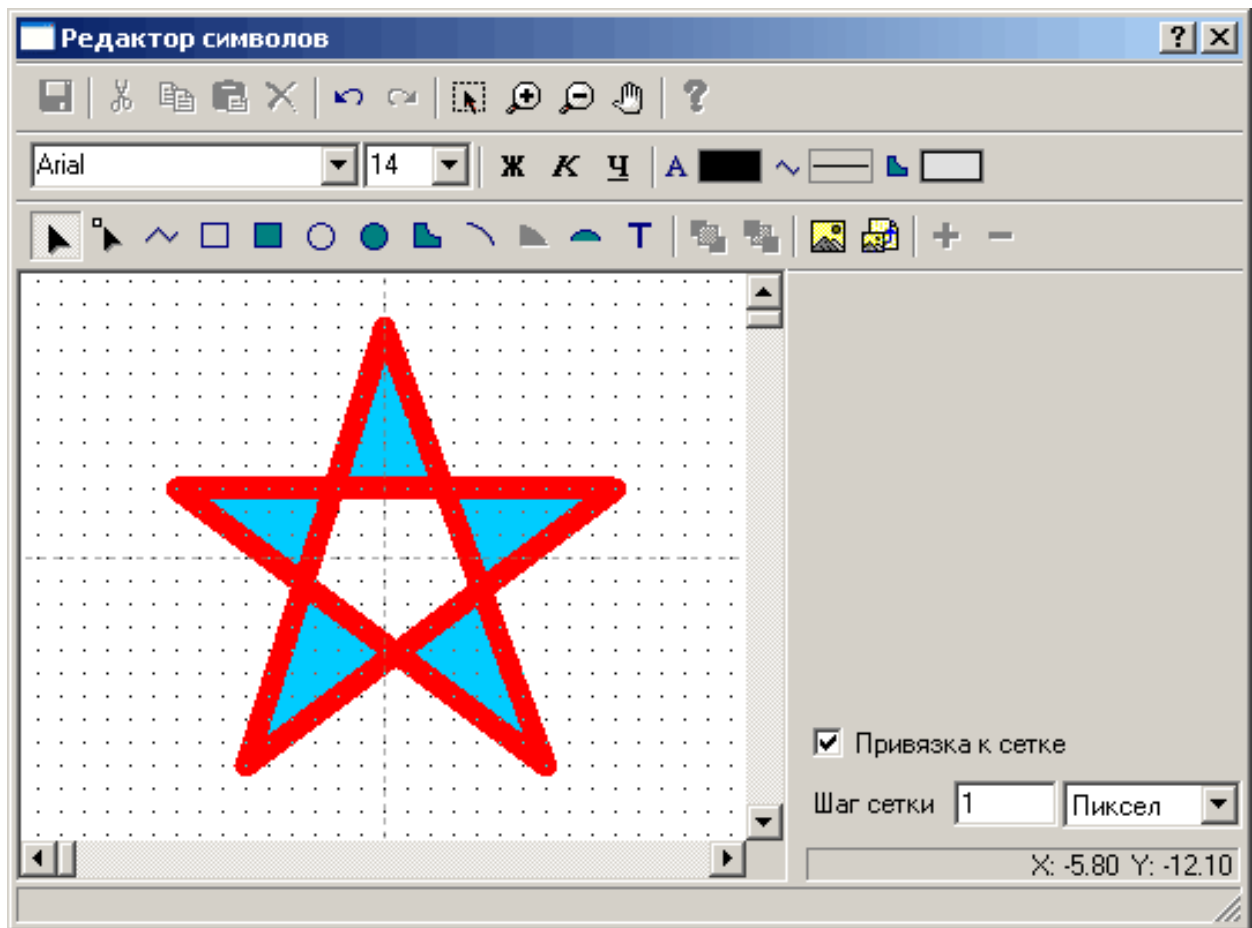 Редактор символов
Arial 14 Ж К Ч А
T
Привязка к сетке
Шаг сетки 1 Пиксел
X: -5.80 Y: -12.10